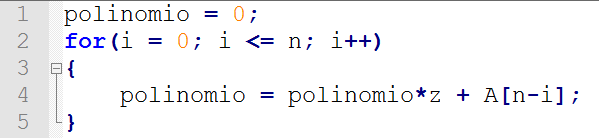 1 polinomio = 0;
2 for(i = 0; i <= n; i++)
3 {
4 polinomio = polinomio*z + A[n-i];
5 }